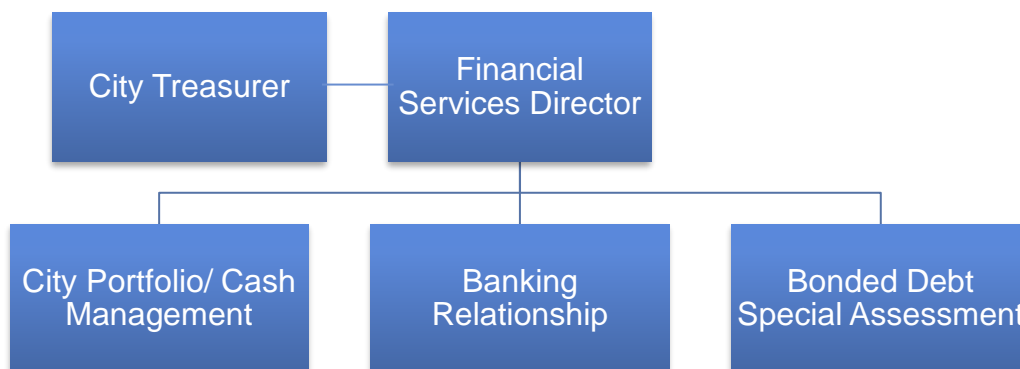 City Treasurer
Financial
Services Director
City Portfolio/ Cash
Management
Banking
Relationship
Bonded Debt
Special Assessment